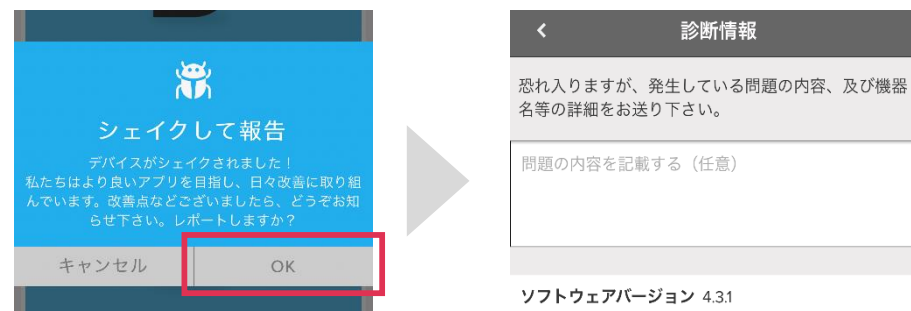 シェイクして報告
デバイスがシェイクされました！
私たちはより良いアプリを目指し、日々改善に取り組
んでいます。改善点などございましたら、どうぞお知
らせ下さい。レポートしますか？
キャンセル
OK
診断情報
恐れ入りますが、発生している問題の内容、及び機器
名等の詳細をお送り下さい。
問題の内容を記載する（任意）
ソフトウェアバージョン 4.3.1